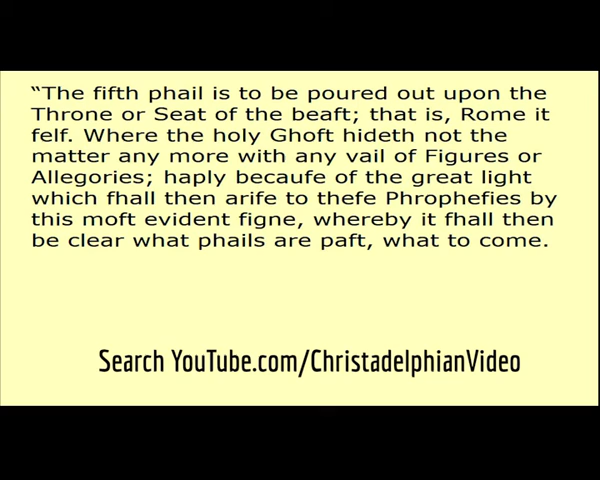 “The fifth phail is to be poured out upon the
Throne or Seat of the beaft; that is, Rome it
felf. Where the holy Ghoft hideth not the
matter any more with any vail of Figures or
Allegories; haply becaufe of the great light
which fhall then arife to thefe Phrophefies by
this moft evident figne, whereby it fhall then
be clear what phails are paft, what to come.
Search YouTube.com/ChristadelphianVideo